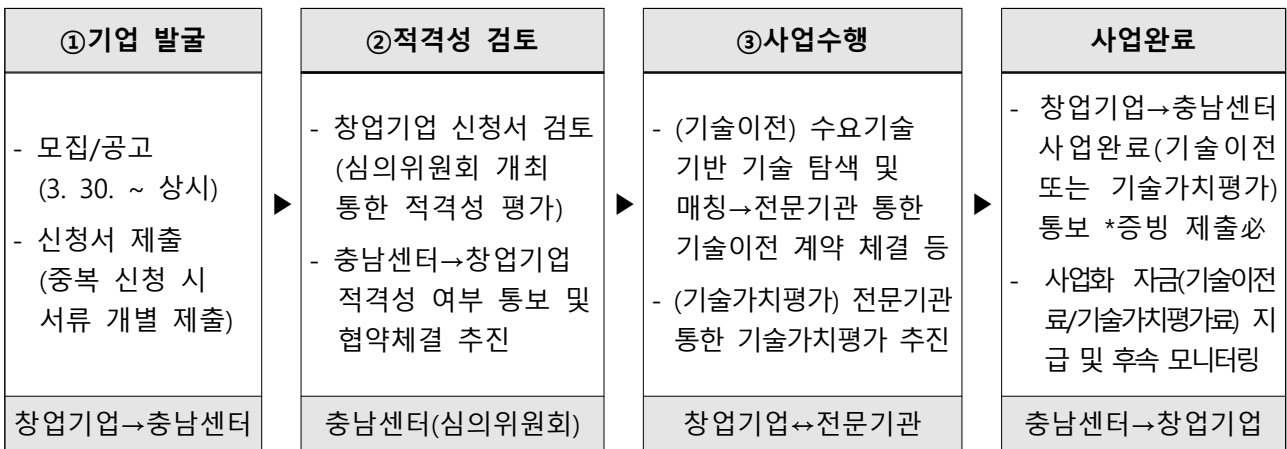 ①기업 발굴
- 모집/공고
(3. 30. ~ 상시)
- 신청서 제출
(중복 신청 시
서류 개별 제출)
창업기업→충남센터
▶
②적격성 검토
- 창업기업 신청서 검토
(심의위원회 개최
통한 적격성 평가)
- 충남센터→창업기업
적격성 여부 통보 및
협약체결 추진
충남센터(심의위원회)
▶
③사업수행
- (기술이전) 수요기술
기반 기술 탐색 및
매칭→전문기관 통한
기술이전 계약 체결 등
- (기술가치평가) 전문기관
통한 기술가치평가 추진
창업기업↔전문기관
▶
사업완료
- 창업기업→충남센터
사업완료(기술이전
또는 기술가치평가)
통보 *증빙 제출必
- 사업화 자금(기술이전
료/기술가치평가료) 지
급 및 후속 모니터링
충남센터→창업기업